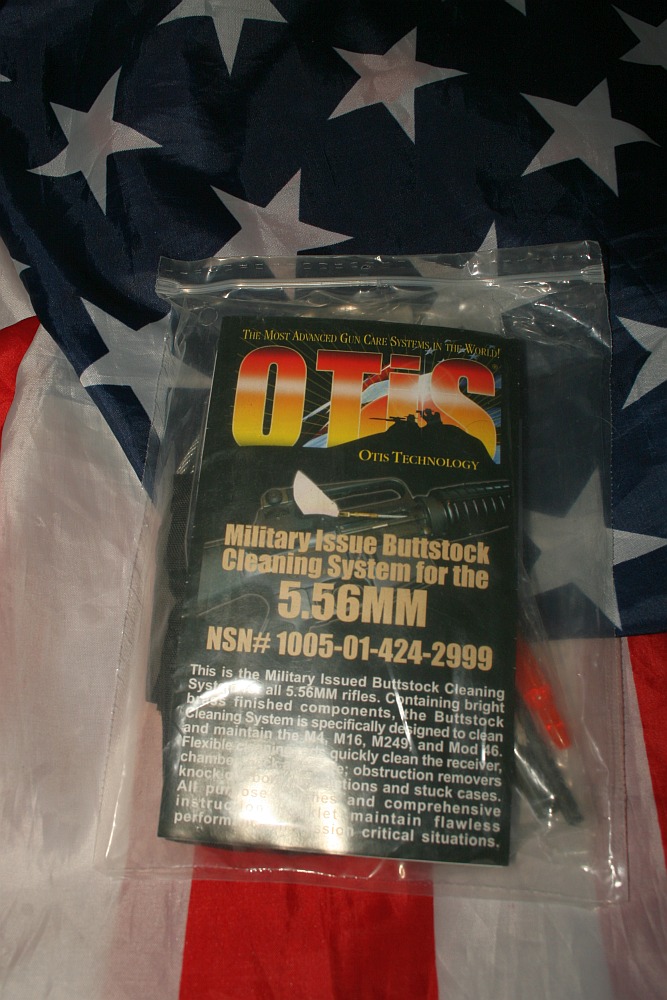 THE MOST ADVANCED GUN CARE SYSTEMS IN THE WORLD!
OTiS
OTIS TECHNOLOGY
Military Issue Buttstock
Cleaning System for the
5.56MM
NSN# 1005-01-424-2999
This is the Military Issued Buttstock Cleaning
all 5.56MM rifles. Containing bright
finished components, the Buttstock
Cleaning System is specifically designed to clean
and maintain the M4, M16, M249, and Mod 46.
Flexible quickly clean the receiver,
obstruction removers
and stuck cases.
All and comprehensive
maintain flawless
critical situations.